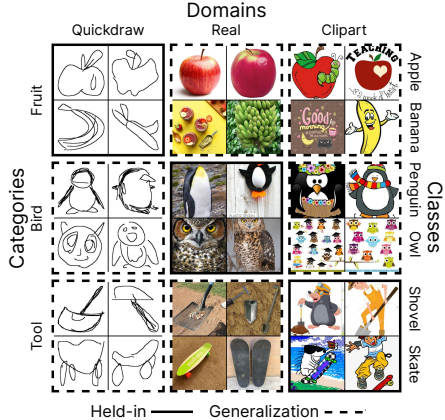 Domains
Quickdraw Real Clipart
Categories
Fruit
Bird
Tool
Classes
Apple
Banana
Penguin
Owl
Shovel
Skate
TEACHING
Good
morning
Held-in Generalization